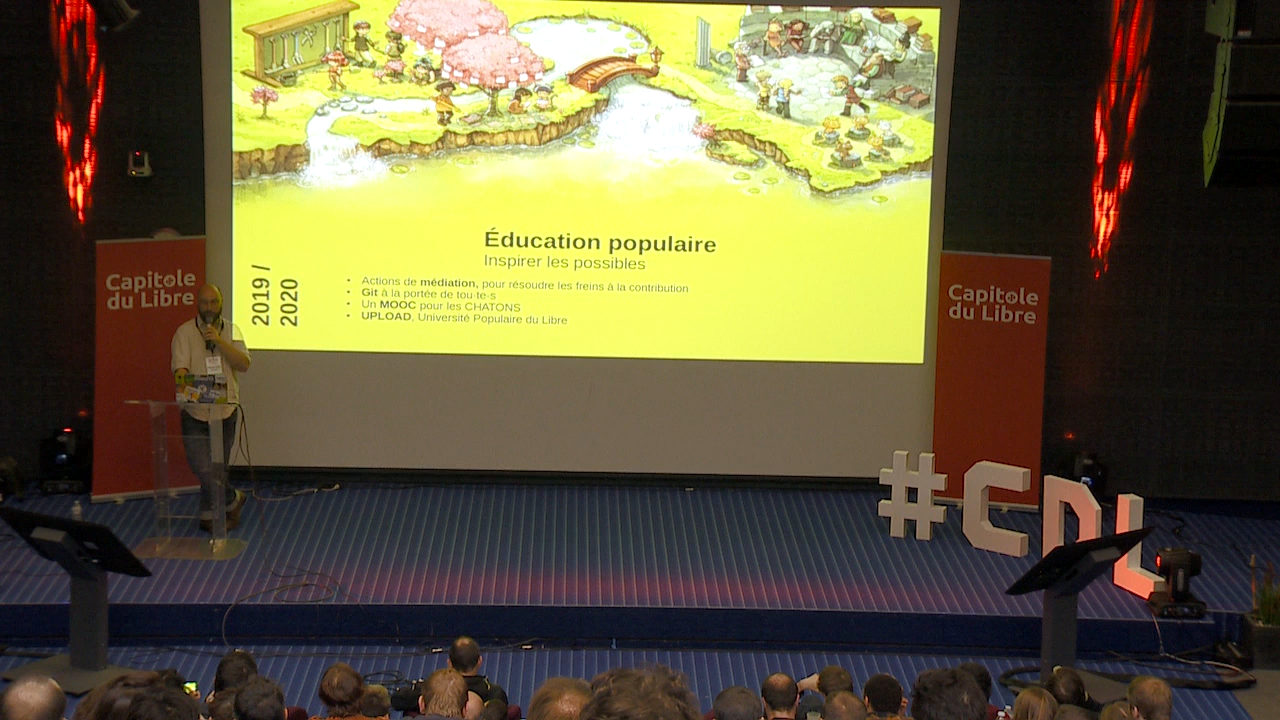 Éducation populaire
Inspirer les possibles
2019 /
2020
• Actions de médiation, pour résoudre les freins à la contribution
• Git à la portée de tou·te·s
• Un MOOC pour les CHATONS
• UPLOAD, Université Populaire du Libre
Capitole
du Libre
Capitole
du Libre
#CDL